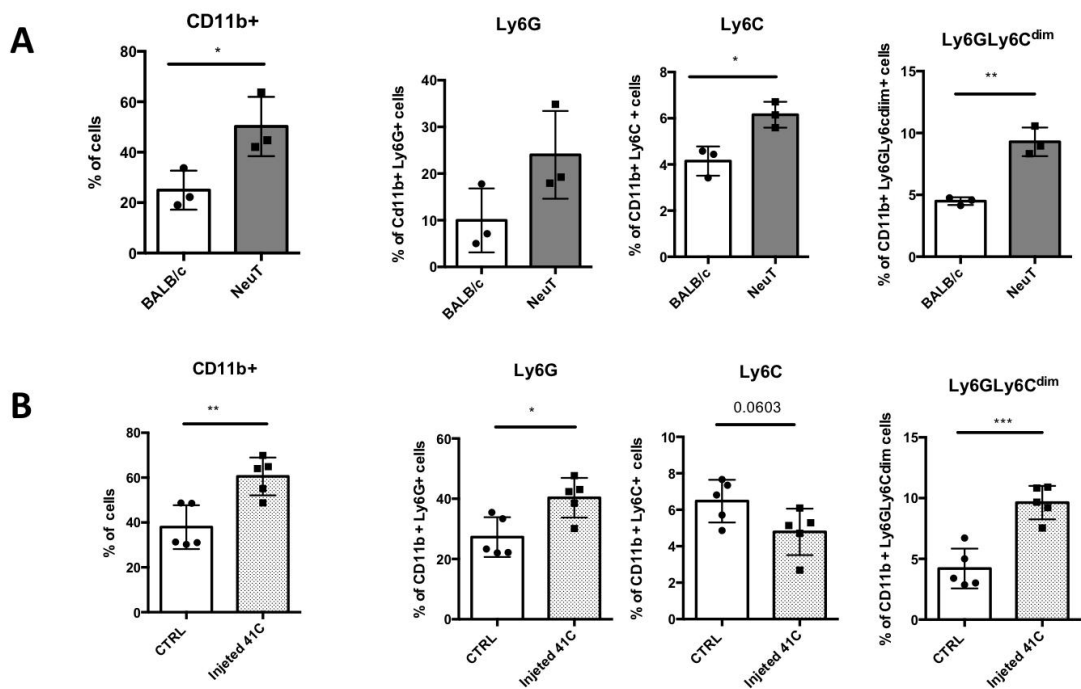 A
CD11b+
*
% of cells
80
60
40
20
0
BALB/c
NeuT
Ly6G
% of Cd11b+ Ly6G+ cells
40
30
20
10
0
BALB/c
NeuT
Ly6C
*
% of CD11b+ Ly6C + cells
8
6
4
2
0
BALB/c
NeuT
Ly6GLy6Cdim
**
% of CD11b+ Ly6GLy6cdiim+ cells
15
10
5
0
BALB/c
NeuT
B
CD11b+
**
% of cells
80
60
40
20
0
CTRL
Injeted 41C
Ly6G
*
% of CD11b + Ly6G+ cells
60
40
20
0
CTRL
Injeted 41C
Ly6C
0.0603
% of CD11b + Ly6C+ cells
10
8
6
4
2
0
CTRL
Injeted 41C
Ly6GLy6Cdim
***
% of CD11b + Ly6GLy6Cdim cells
15
10
5
0
CTRL
Injeted 41C